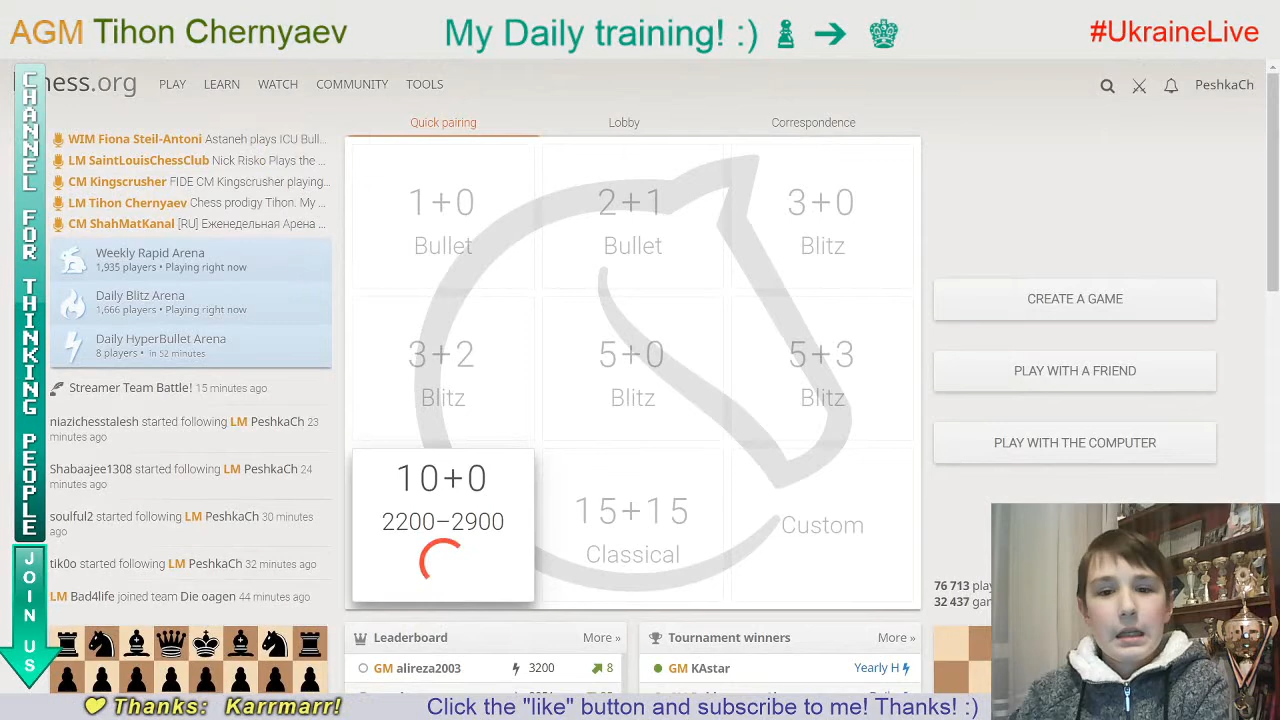 AGM Tihon Chernyaev
My Daily training! :) ♟ → ♚
#UkraineLive
CHANNEL FOR THINKING PEOPLE
JOIN US
hess.org
PLAY LEARN WATCH COMMUNITY TOOLS
PeshkaCh
WIM Fiona Steil-Antoni Astaneh plays ICU Bull...
LM SaintLouisChessClub Nick Risko Plays the ...
CM Kingscrusher FIDE CM Kingscrusher playing...
LM Tihon Chernyaev Chess prodigy Tihon. My ...
CM ShahMatKanal [RU] Еженедельная Арена ...
Weekly Rapid Arena
1,935 players • Playing right now
Daily Blitz Arena
1,666 players • Playing right now
Daily HyperBullet Arena
8 players • in 52 minutes
Streamer Team Battle! 15 minutes ago
niazichesstalesh started following LM PeshkaCh 23
minutes ago
Shabaajee1308 started following LM PeshkaCh 24
minutes ago
soulful2 started following LM PeshkaCh 30 minutes
ago
tik0o started following LM PeshkaCh 32 minutes ago
LM Bad4life joined team Die oagen 44 minutes ago
Quick pairing Lobby Correspondence
1+0 2+1 3+0
Bullet Bullet Blitz
3+2 5+0 5+3
Blitz Blitz Blitz
10+0 15+15 Custom
2200–2900 Classical
CREATE A GAME
PLAY WITH A FRIEND
PLAY WITH THE COMPUTER
76 713 play
32 437 gam
Leaderboard More »
GM alireza2003 3200 8
Tournament winners More »
GM KAstar Yearly H
Thanks: Karrmarr!
Click the "like" button and subscribe to me! Thanks! :)